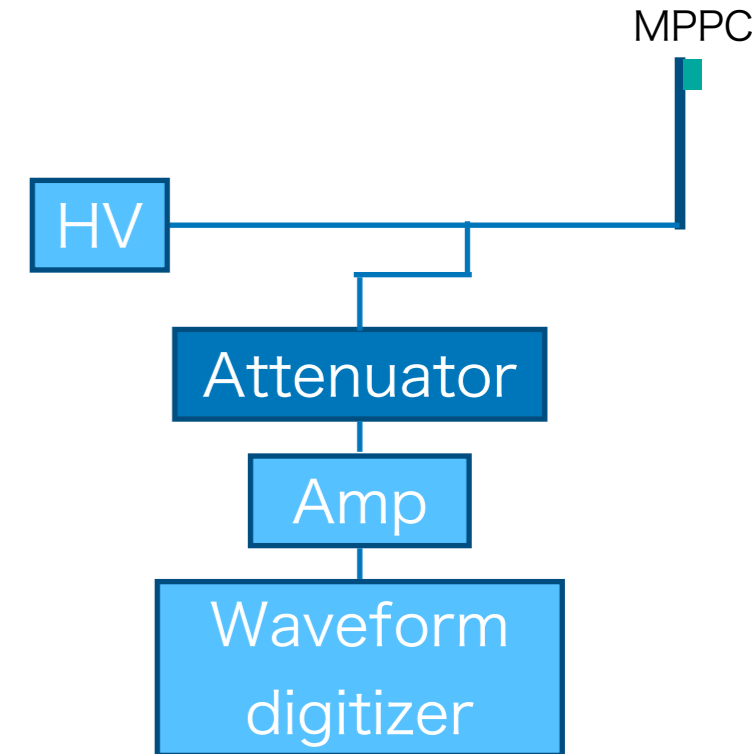 MPPC
HV
Attenuator
Amp
Waveform
digitizer